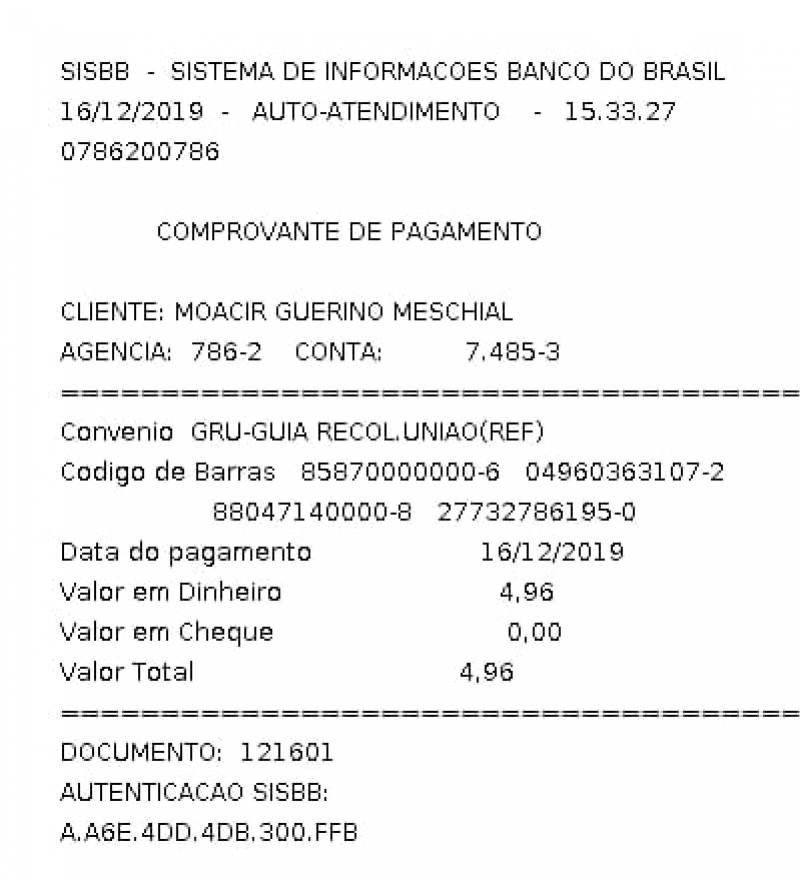 SISBB - SISTEMA DE INFORMACOES BANCO DO BRASIL
16/12/2019 - AUTO-ATENDIMENTO - 15.33.27
0786200786
COMPROVANTE DE PAGAMENTO
CLIENTE: MOACIR GUERINO MESCHIAL
AGENCIA: 786-2 CONTA: 7.485-3
=====================================
Convenio GRU-GUIA RECOL.UNIAO(REF)
Codigo de Barras 85870000000-6 04960363107-2
88047140000-8 27732786195-0
Data do pagamento 16/12/2019
Valor em Dinheiro 4,96
Valor em Cheque 0,00
Valor Total 4,96
=====================================
DOCUMENTO: 121601
AUTENTICACAO SISBB:
A.A6E.4DD.4DB.300.FFB